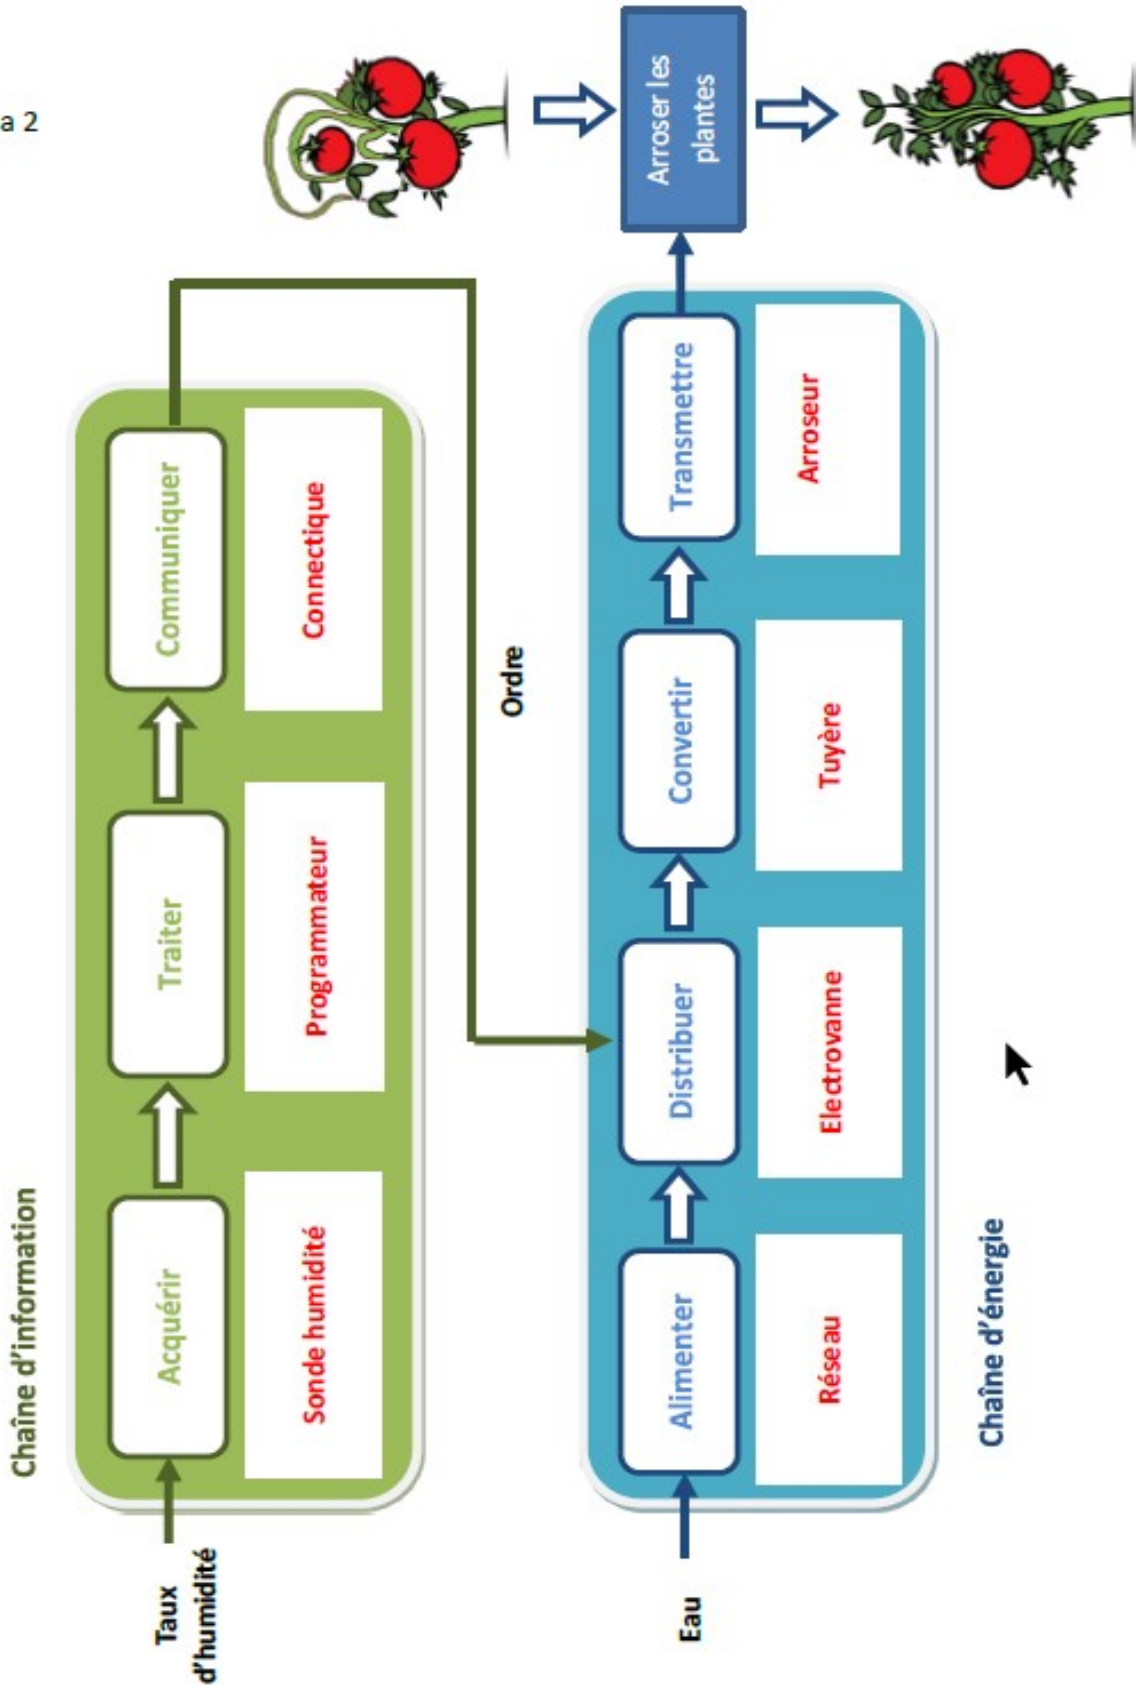 a 2
Chaîne d'information
Taux
d'humidité
Acquérir
Traiter
Communiquer
Sonde humidité
Programmateur
Connectique
Ordre
Eau
Alimenter
Distribuer
Convertir
Transmettre
Arroser les
plantes
Réseau
Electrovanne
Tuyère
Arroseur
Chaîne d'énergie